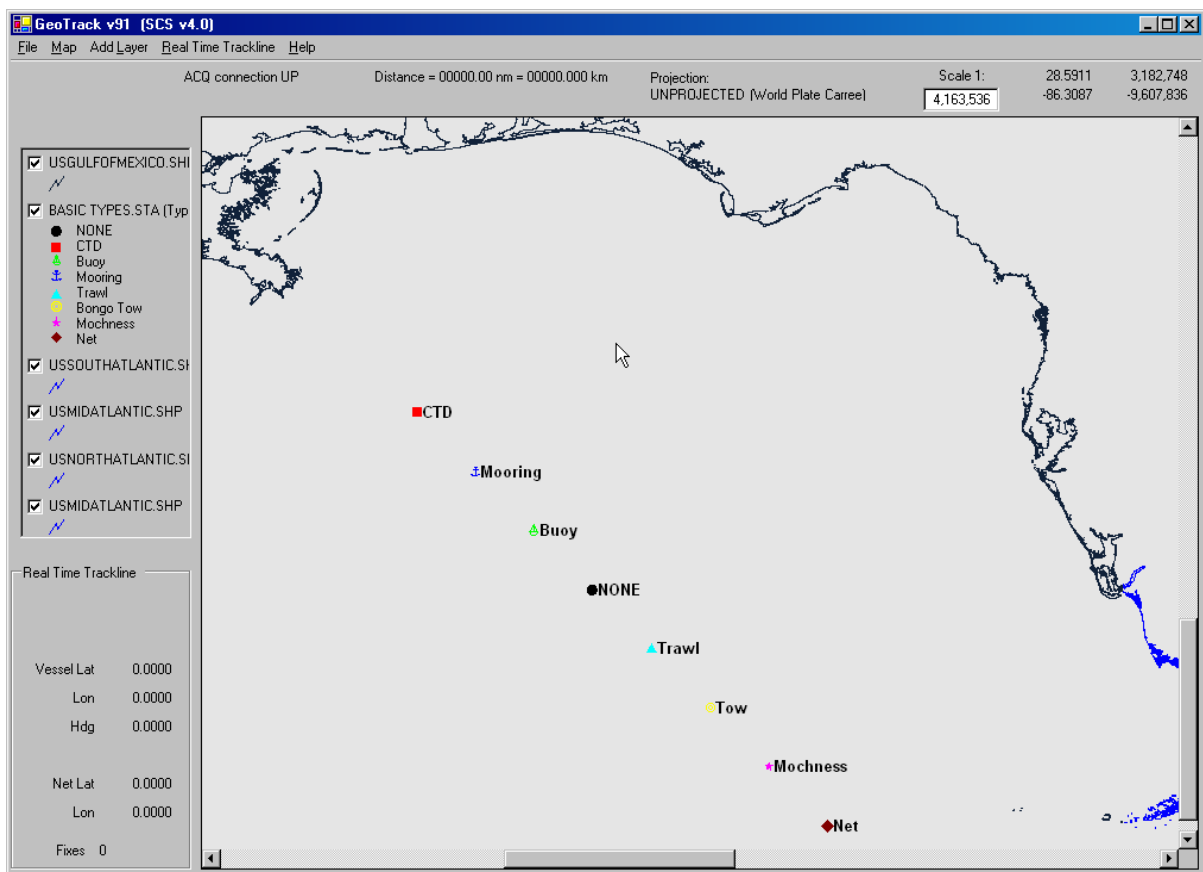 GeoTrack v91 (SCS v4.0)
File Map Add Layer Real Time Trackline Help
ACQ connection UP Distance = 00000.00 nm = 00000.000 km Projection: Scale 1: 28.5911 3,182,748
UNPROJECTED (World Plate Carree) 4,163,536 -86.3087 -9,607,836
USGULFOFMEXICO.SHI
BASIC TYPES.STA (Typ
NONE
CTD
Buoy
Mooring
Trawl
Bongo Tow
Mochness
Net
USSOUTHATLANTIC.SH
USMIDATLANTIC.SHP
USNORTHATLANTIC.SI
USMIDATLANTIC.SHP
Real Time Trackline
Vessel Lat 0.0000
Lon 0.0000
Hdg 0.0000
Net Lat 0.0000
Lon 0.0000
Fixes 0
CTD
Mooring
Buoy
NONE
Trawl
Tow
Mochness
Net